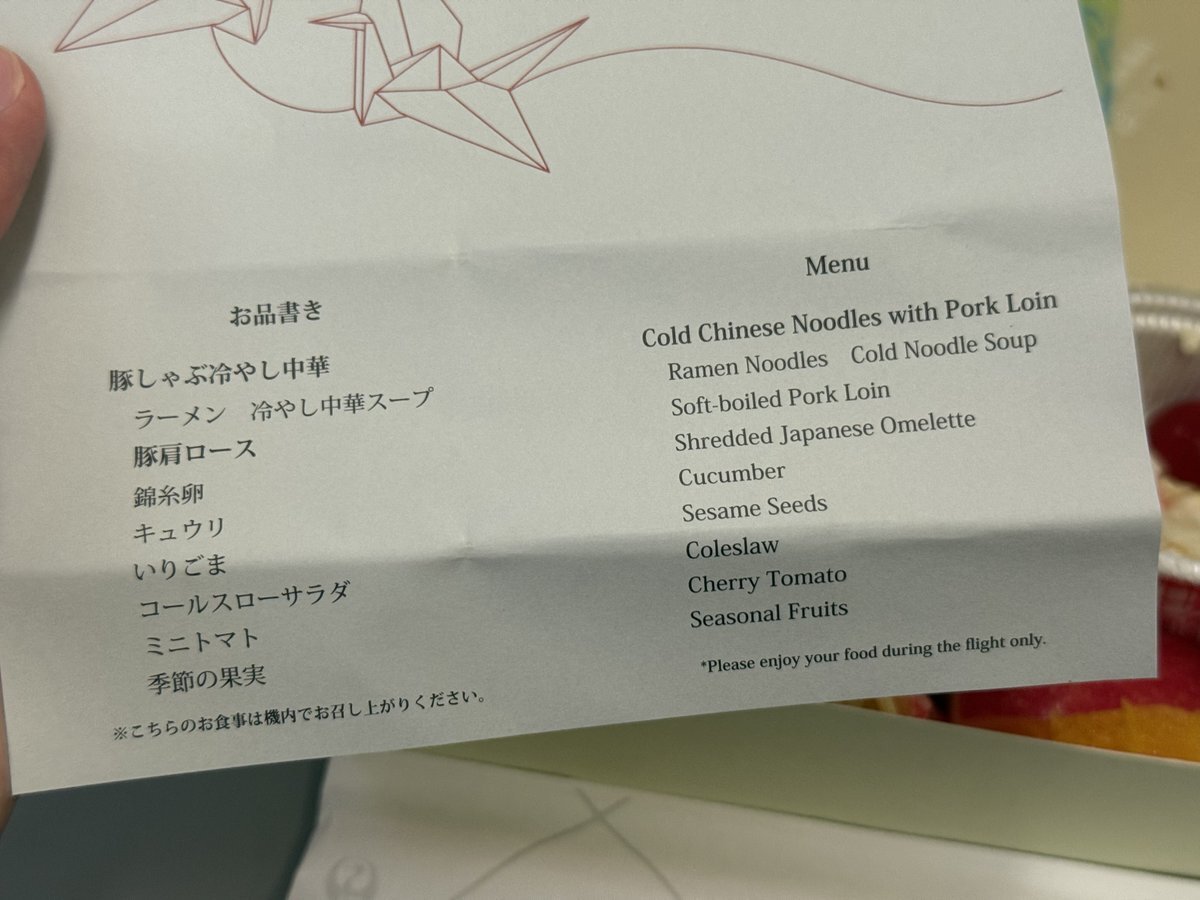 お品書き
豚しゃぶ冷やし中華
ラーメン　冷やし中華スープ
豚肩ロース
錦糸卵
キュウリ
いりごま
コールスローサラダ
ミニトマト
季節の果実
※こちらのお食事は機内でお召し上がりください。
Menu
Cold Chinese Noodles with Pork Loin
Ramen Noodles　Cold Noodle Soup
Soft-boiled Pork Loin
Shredded Japanese Omelette
Cucumber
Sesame Seeds
Coleslaw
Cherry Tomato
Seasonal Fruits
*Please enjoy your food during the flight only.